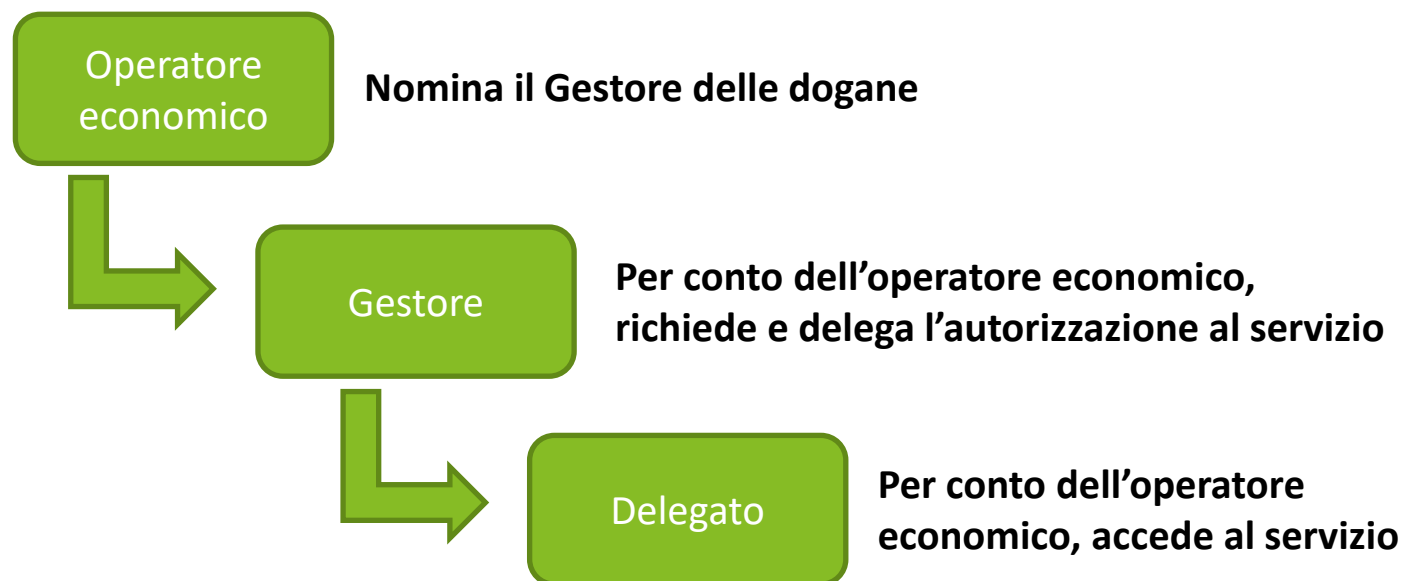 Operatore
economico
Nomina il Gestore delle dogane
Gestore
Per conto dell’operatore economico,
richiede e delega l’autorizzazione al servizio
Delegato
Per conto dell’operatore
economico, accede al servizio